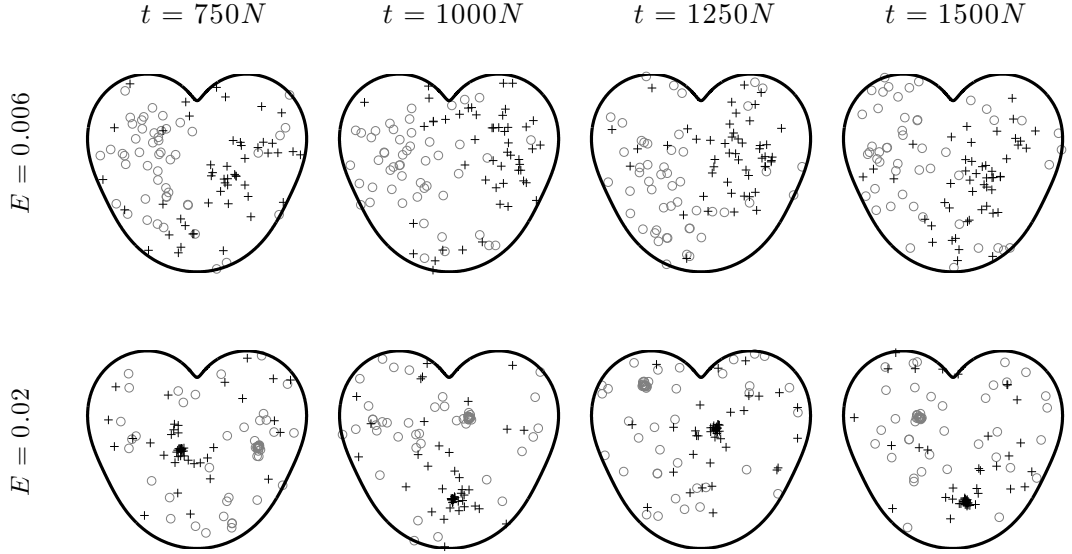 t = 750N t = 1000N t = 1250N t = 1500N
E = 0.006
E = 0.02